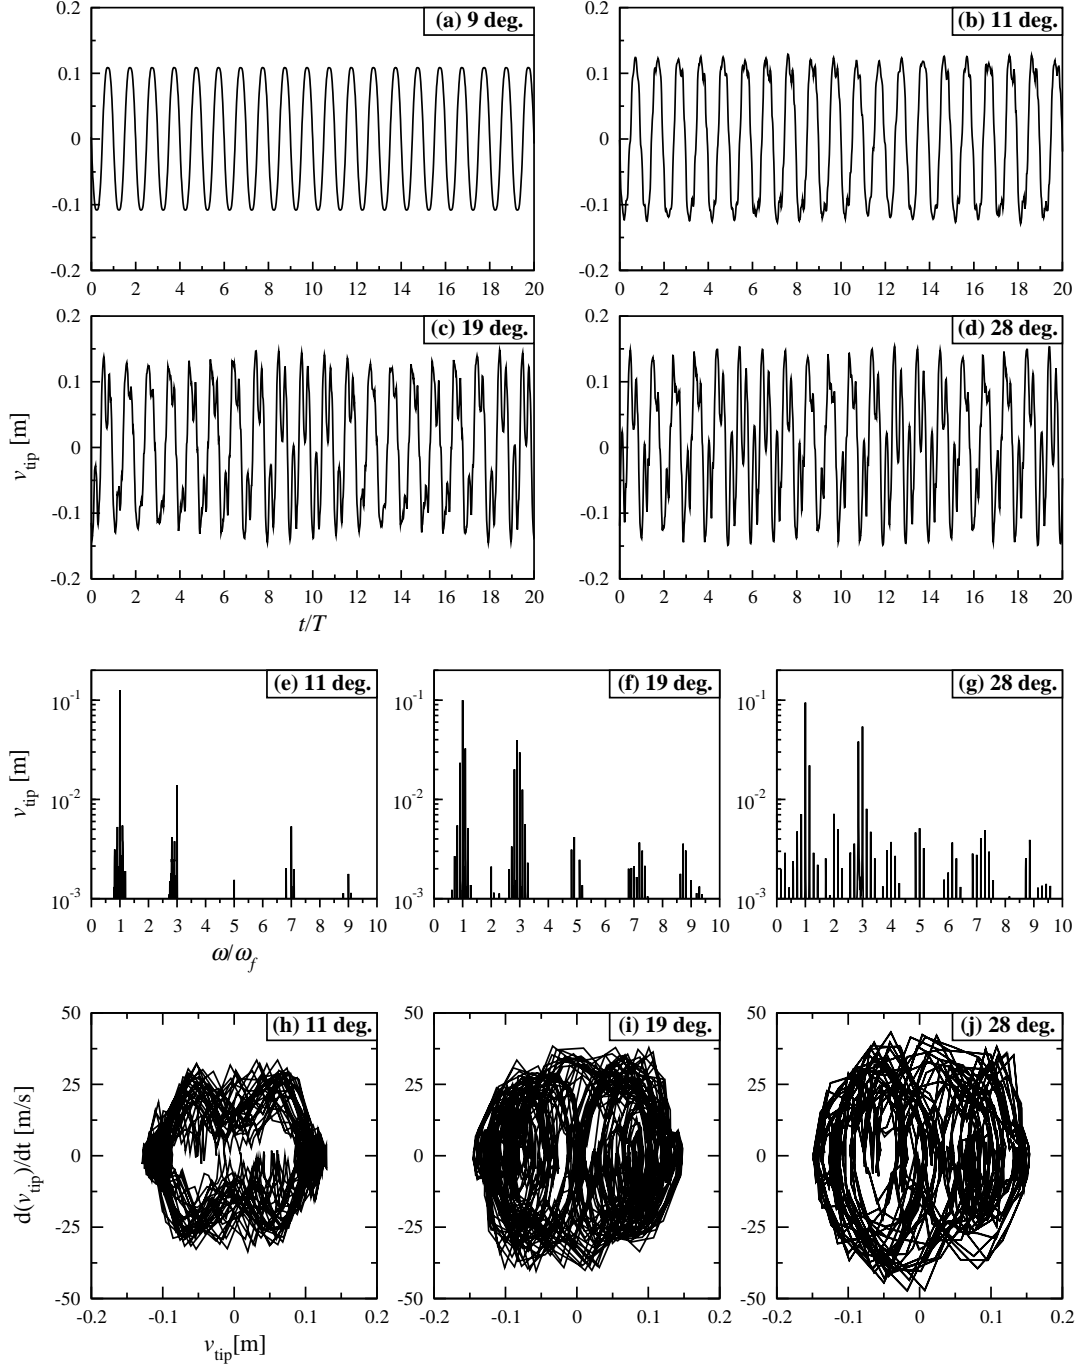 (a) 9 deg.
0.2
0.1
0
-0.1
-0.2
0 2 4 6 8 10 12 14 16 18 20
(b) 11 deg.
0.2
0.1
0
-0.1
-0.2
0 2 4 6 8 10 12 14 16 18 20
(c) 19 deg.
0.2
0.1
0
-0.1
-0.2
v_tip [m]
0 2 4 6 8 10 12 14 16 18 20
t/T
(d) 28 deg.
0.2
0.1
0
-0.1
-0.2
0 2 4 6 8 10 12 14 16 18 20
(e) 11 deg.
10^-1
10^-2
10^-3
v_tip [m]
0 1 2 3 4 5 6 7 8 9 10
ω/ω_f
(f) 19 deg.
10^-1
10^-2
10^-3
0 1 2 3 4 5 6 7 8 9 10
(g) 28 deg.
10^-1
10^-2
10^-3
0 1 2 3 4 5 6 7 8 9 10
(h) 11 deg.
50
25
0
-25
-50
d(v_tip)/dt [m/s]
-0.2 -0.1 0 0.1 0.2
v_tip[m]
(i) 19 deg.
50
25
0
-25
-50
-0.2 -0.1 0 0.1 0.2
(j) 28 deg.
50
25
0
-25
-50
-0.2 -0.1 0 0.1 0.2